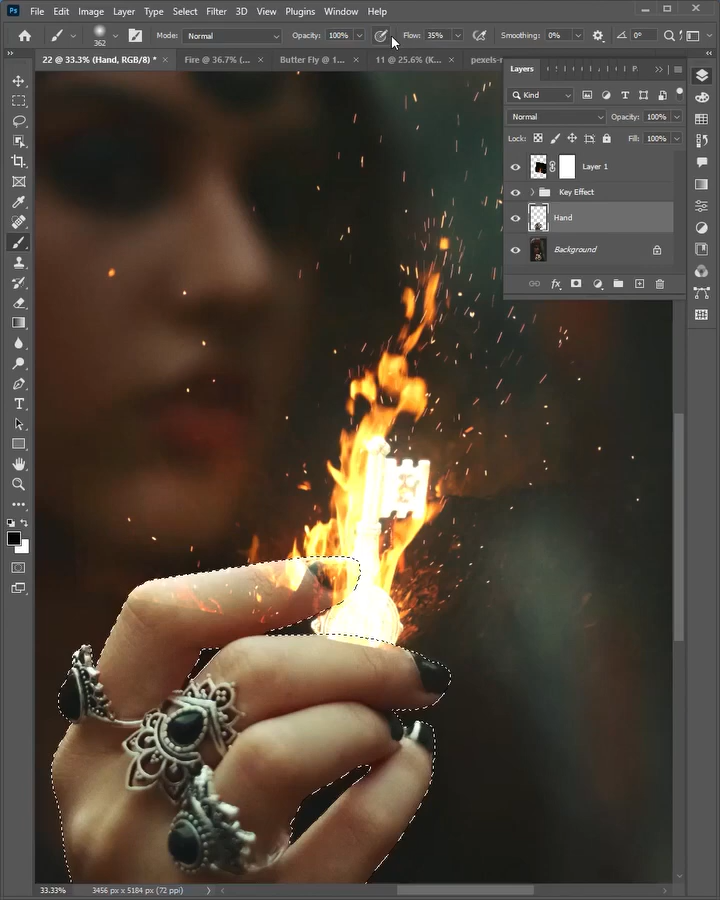 Ps File Edit Image Layer Type Select Filter 3D View Plugins Window Help
362 Mode: Normal Opacity: 100% Flow: 35% Smoothing: 0% 0°
22 @ 33.3% (Hand, RGB/8) * × Fire @ 36.7% (... × Butter Fly @ 1... × 11 @ 25.6% (K... ×
Layers
Kind
Normal Opacity: 100%
Lock: Fill: 100%
Layer 1
Key Effect
Hand
Background
33.33% 3456 px x 5184 px (72 ppi)